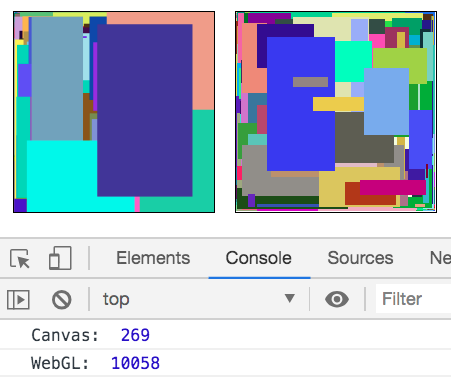 Elements Console Sources Ne
top Filter
Canvas: 269
WebGL: 10058